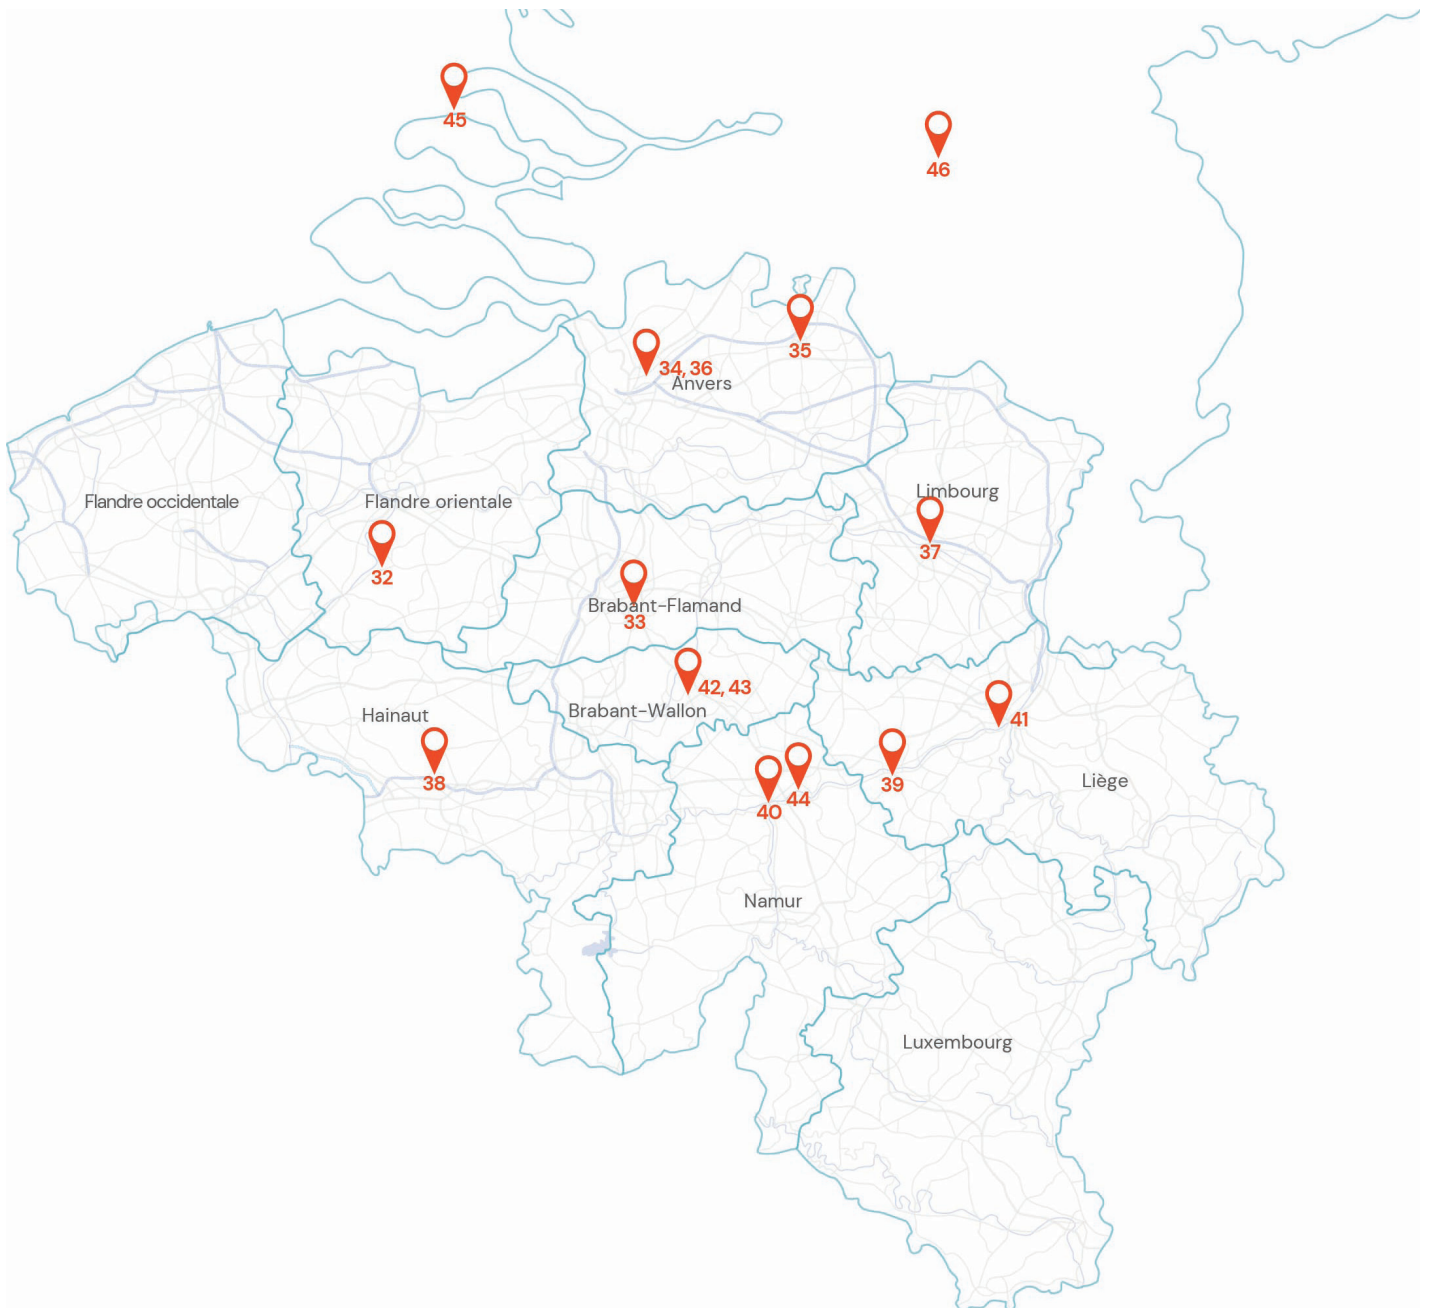 45
46
35
34, 36
Anvers
Limbourg
Flandre occidentale
Flandre orientale
37
32
Brabant-Flamand
33
42, 43
Brabant-Wallon
Hainaut
41
38
39
Liège
44
40
Namur
Luxembourg